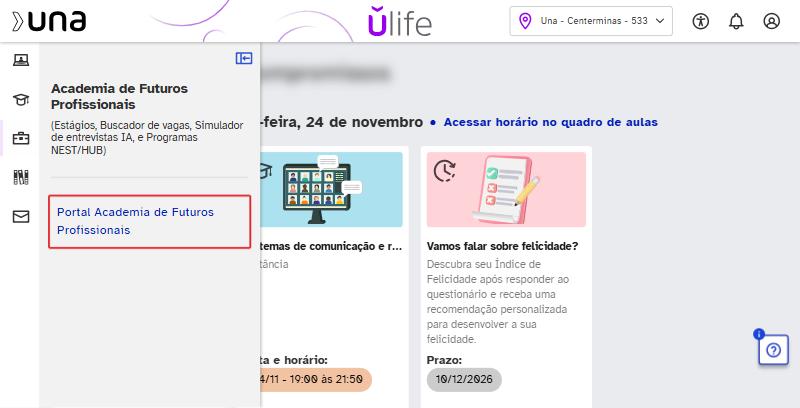 una
ulife
Una - Centerminas - 533
Academia de Futuros
Profissionais
(Estágios, Buscador de vagas, Simulador
de entrevistas IA, e Programas
NEST/HUB)
Portal Academia de Futuros
Profissionais
-feira, 24 de novembro • Acessar horário no quadro de aulas
temas de comunicação e r...
tância
ta e horário:
4/11 - 19:00 às 21:50
Vamos falar sobre felicidade?
Descubra seu Índice de
Felicidade após responder ao
questionário e receba uma
recomendação personalizada
para desenvolver a sua
felicidade.
Prazo:
10/12/2026